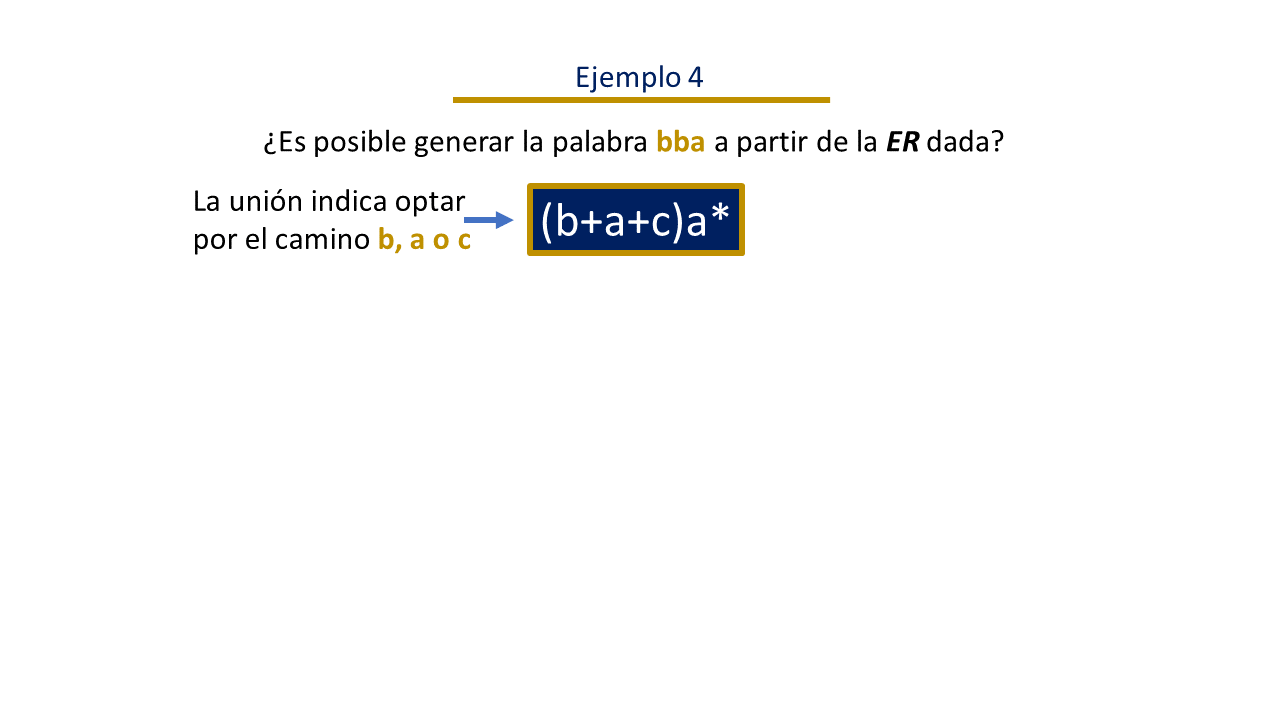 Ejemplo 4
¿Es posible generar la palabra bba a partir de la ER dada?
La unión indica optar
por el camino b, a o c
(b+a+c)a*